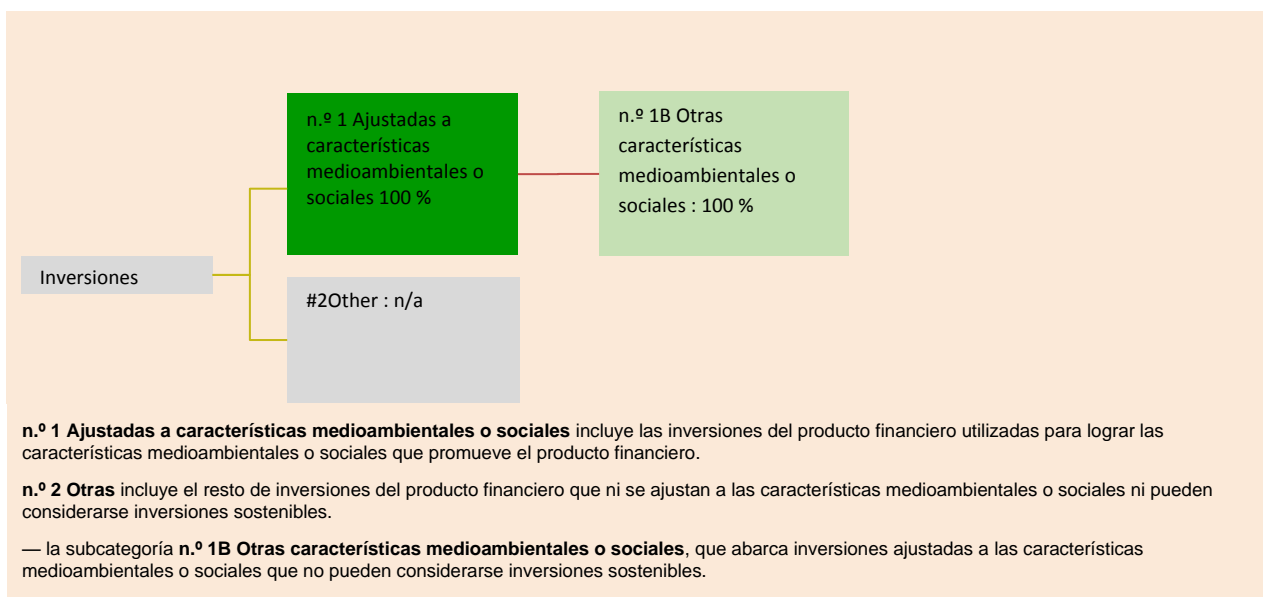 n.º 1 Ajustadas a
características
medioambientales o
sociales 100 %
n.º 1B Otras
características
medioambientales o
sociales : 100 %
Inversiones
#2Other : n/a
n.º 1 Ajustadas a características medioambientales o sociales incluye las inversiones del producto financiero utilizadas para lograr las
características medioambientales o sociales que promueve el producto financiero.
n.º 2 Otras incluye el resto de inversiones del producto financiero que ni se ajustan a las características medioambientales o sociales ni pueden
considerarse inversiones sostenibles.
— la subcategoría n.º 1B Otras características medioambientales o sociales, que abarca inversiones ajustadas a las características
medioambientales o sociales que no pueden considerarse inversiones sostenibles.